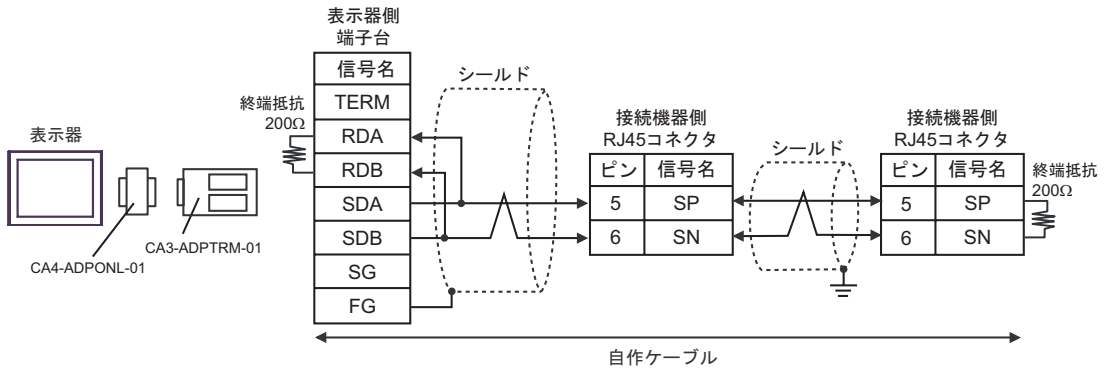 表示器
CA4-ADPONL-01
CA3-ADPTRM-01
終端抵抗
200Ω
表示器側
端子台
信号名
TERM
RDA
RDB
SDA
SDB
SG
FG
シールド
接続機器側
RJ45コネクタ
ピン 信号名
5 SP
6 SN
シールド
接続機器側
RJ45コネクタ
ピン 信号名
5 SP
6 SN
終端抵抗
200Ω
自作ケーブル